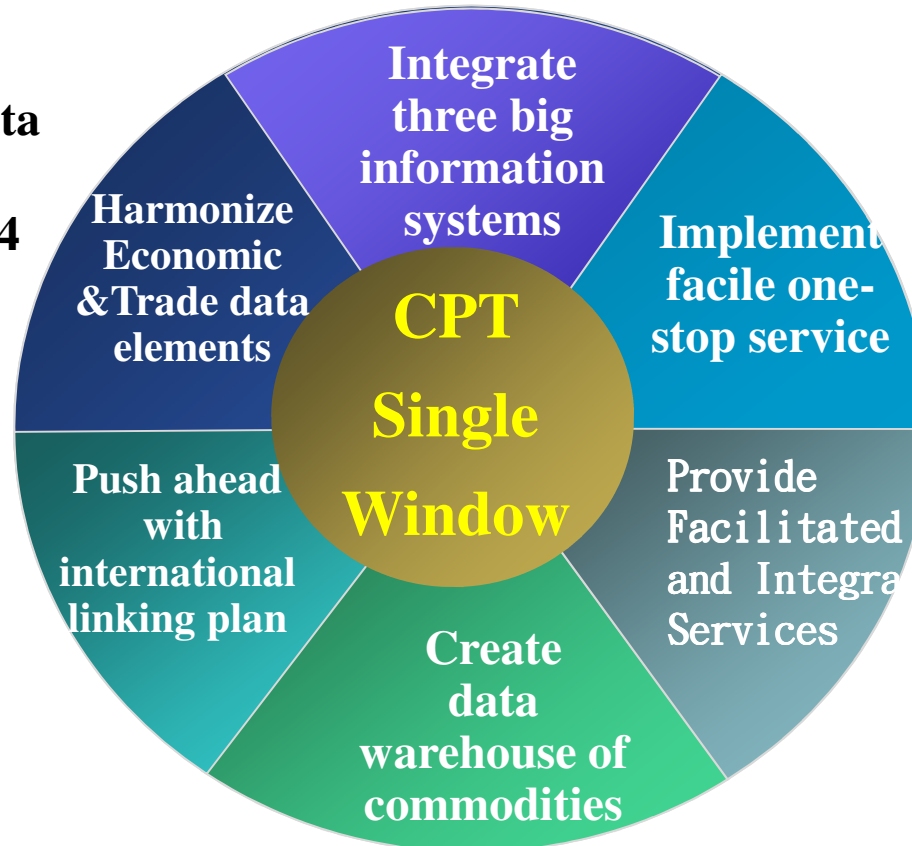 Integrate
three big
information
systems
Implement
facile one-
stop service
Provide
Facilitated
and Integra
Services
Create
data
warehouse of
commodities
Push ahead
with
international
linking plan
Harmonize
Economic
&Trade data
elements
CPT
Single
Window
ta
4